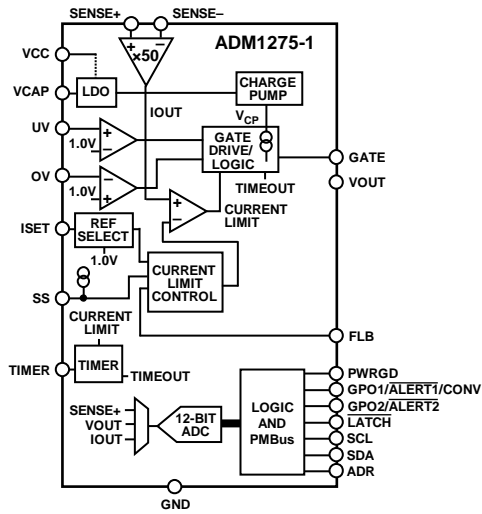 SENSE+ SENSE–
ADM1275-1
+ –
×50
VCC
VCAP
LDO
CHARGE
PUMP
IOUT
VCP
UV
+
1.0V
–
GATE
DRIVE/
LOGIC
GATE
TIMEOUT
VOUT
OV
–
1.0V
+
+
–
CURRENT
LIMIT
ISET
REF
SELECT
1.0V
CURRENT
LIMIT
CONTROL
SS
CURRENT
LIMIT
FLB
TIMER
TIMER
TIMEOUT
PWRGD
GPO1/ALERT1/CONV
GPO2/ALERT2
LATCH
SCL
SDA
ADR
SENSE+
VOUT
IOUT
12-BIT
ADC
LOGIC
AND
PMBus
GND